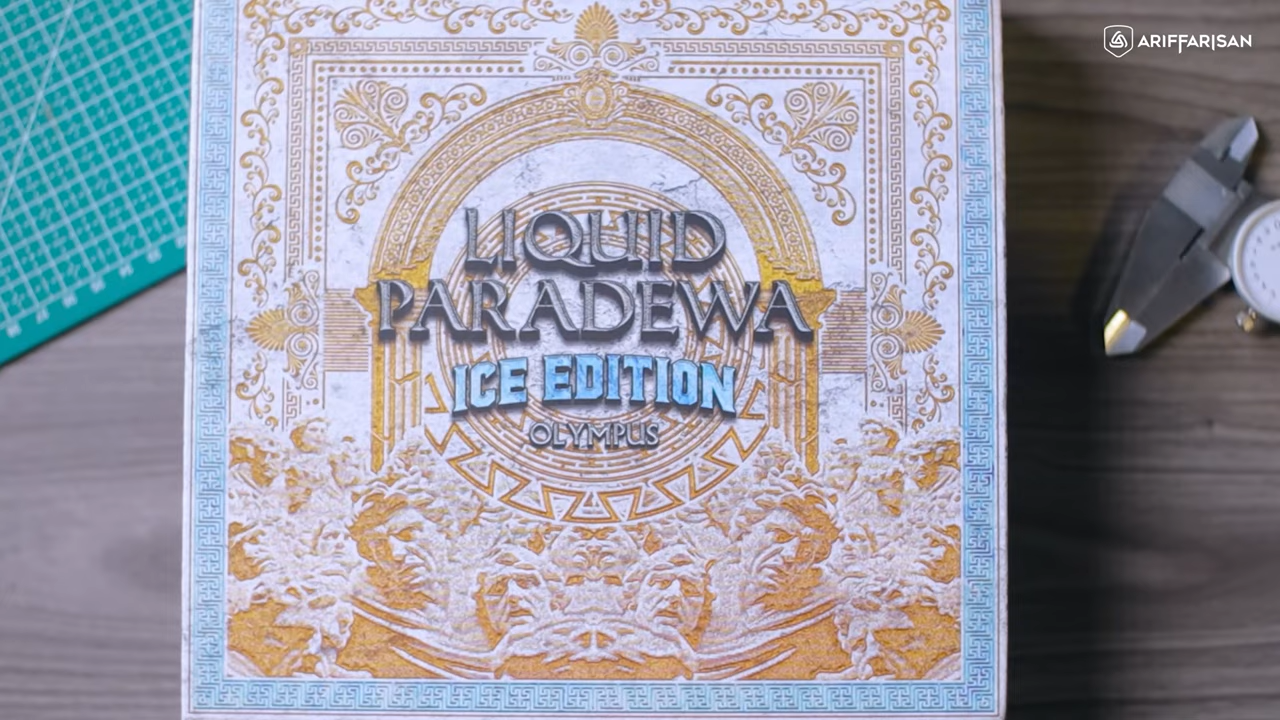 ARIFFARISAN
LIQUID
PARADEWA
ICE EDITION
OLYMPUS